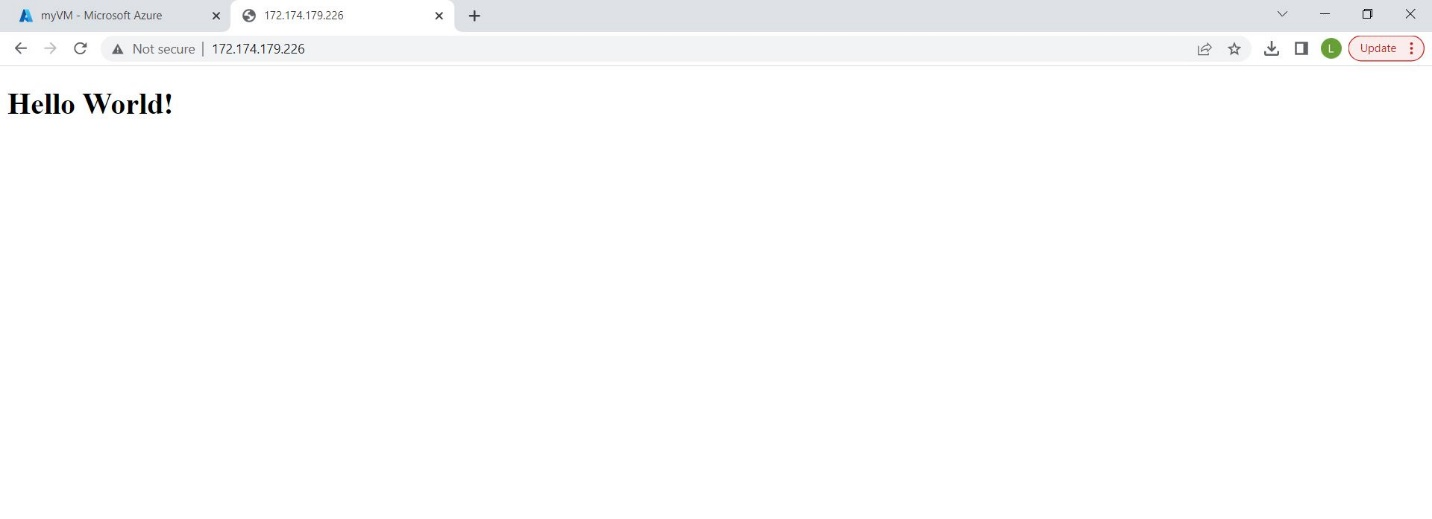 myVM - Microsoft Azure
172.174.179.226
Not secure | 172.174.179.226
L
Update
Hello World!